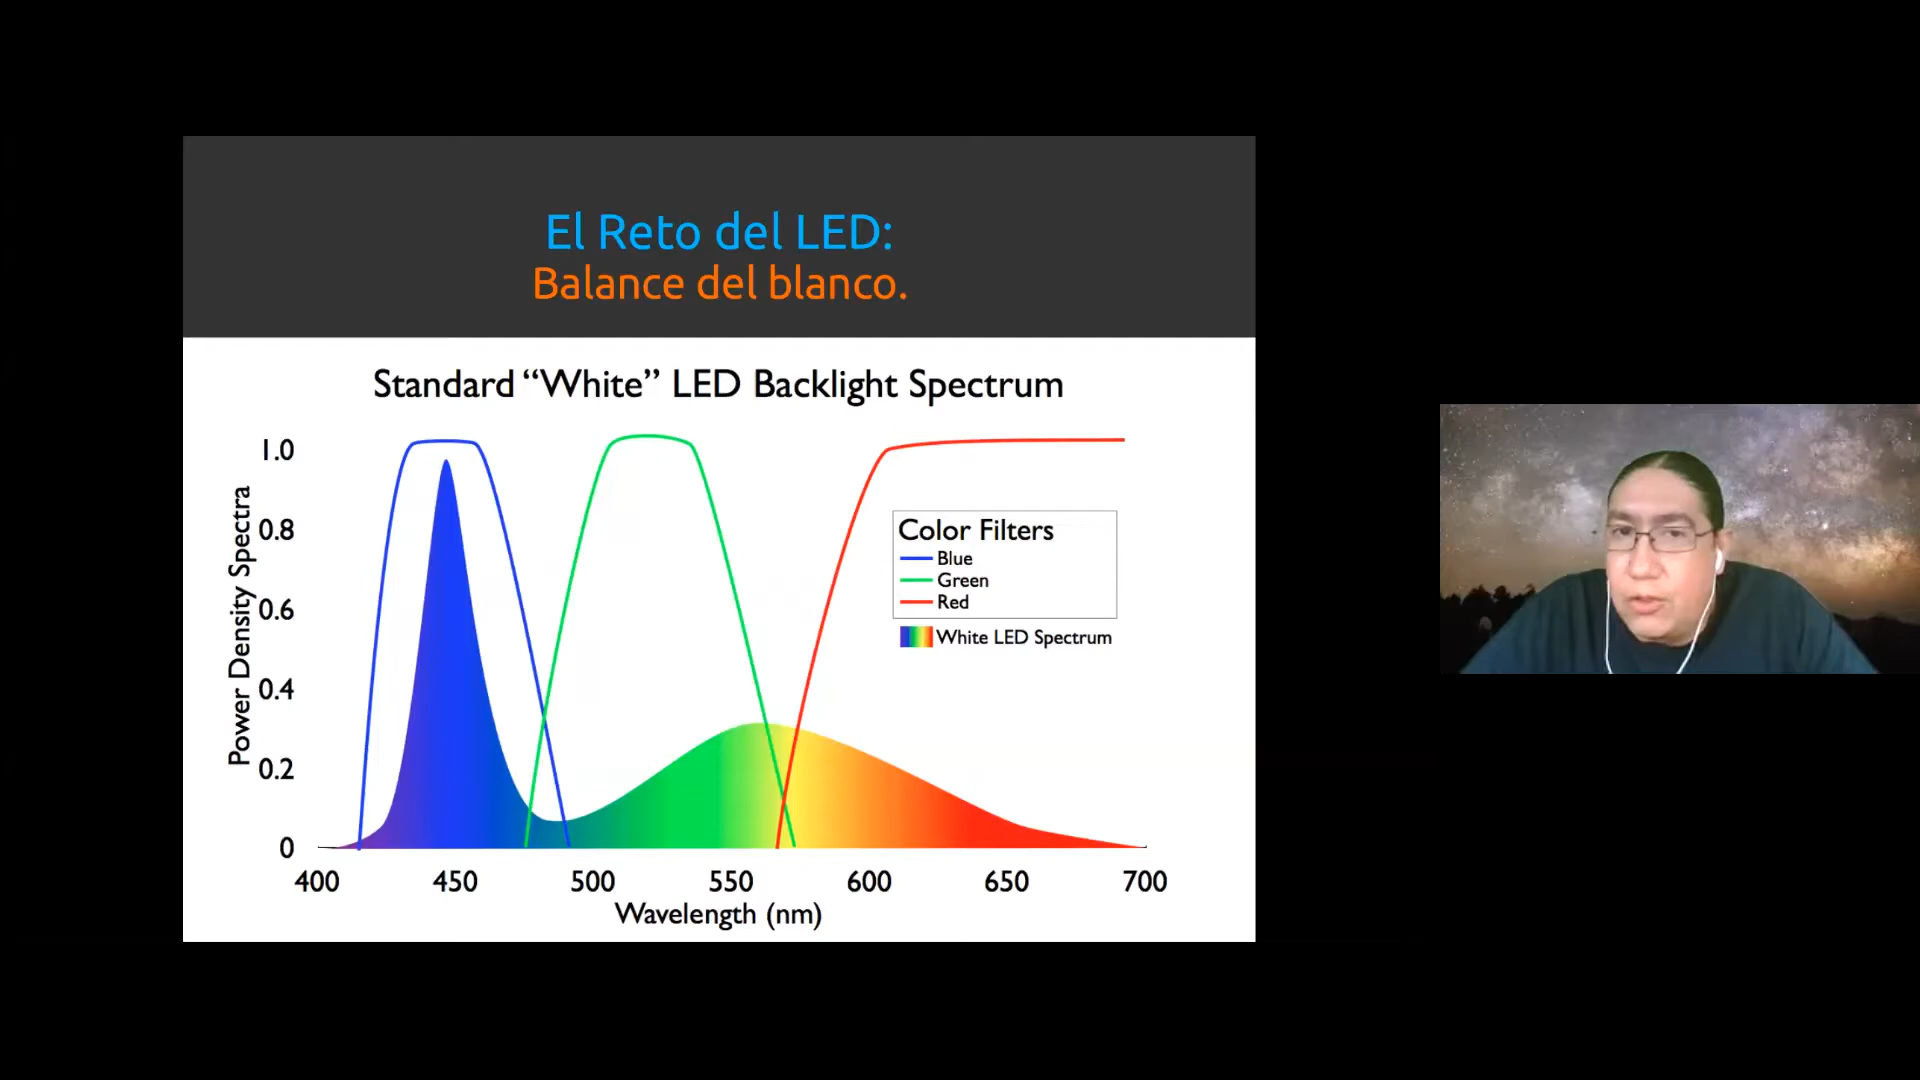 El Reto del LED:
Balance del blanco.
Standard “White” LED Backlight Spectrum
Power Density Spectra
1.0
0.8
0.6
0.4
0.2
0
Color Filters
Blue
Green
Red
White LED Spectrum
400 450 500 550 600 650 700
Wavelength (nm)